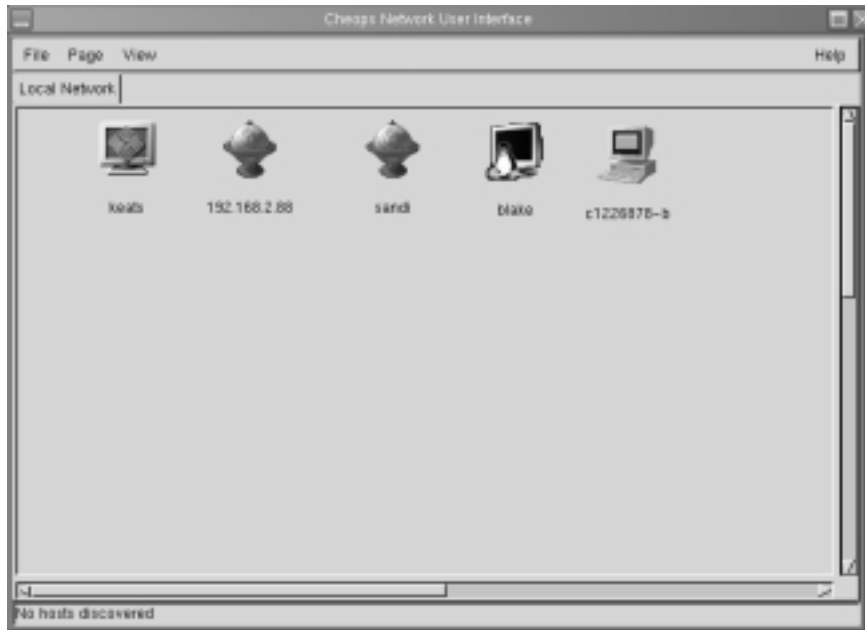 Cheops Network User Interface
File Page View Help
Local Network
keats 192.168.2.88 sandi blake c1226878-b
No hosts discovered